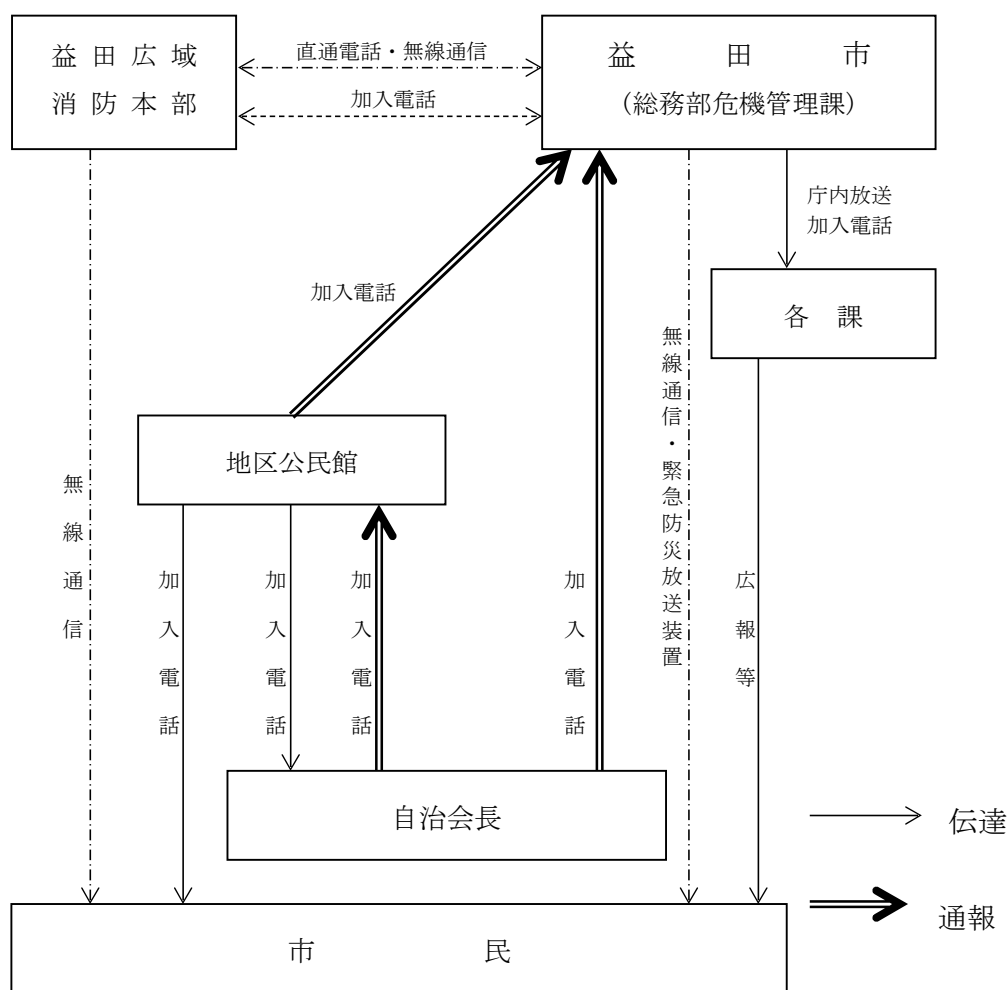 益田広域
消防本部
直通電話・無線通信
加入電話
益田市
（総務部危機管理課）
庁内放送
加入電話
各課
加入電話
地区公民館
無線通信
加入電話
加入電話
加入電話
加入電話
無線通信・緊急防災放送装置
広報等
自治会長
伝達
通報
市民